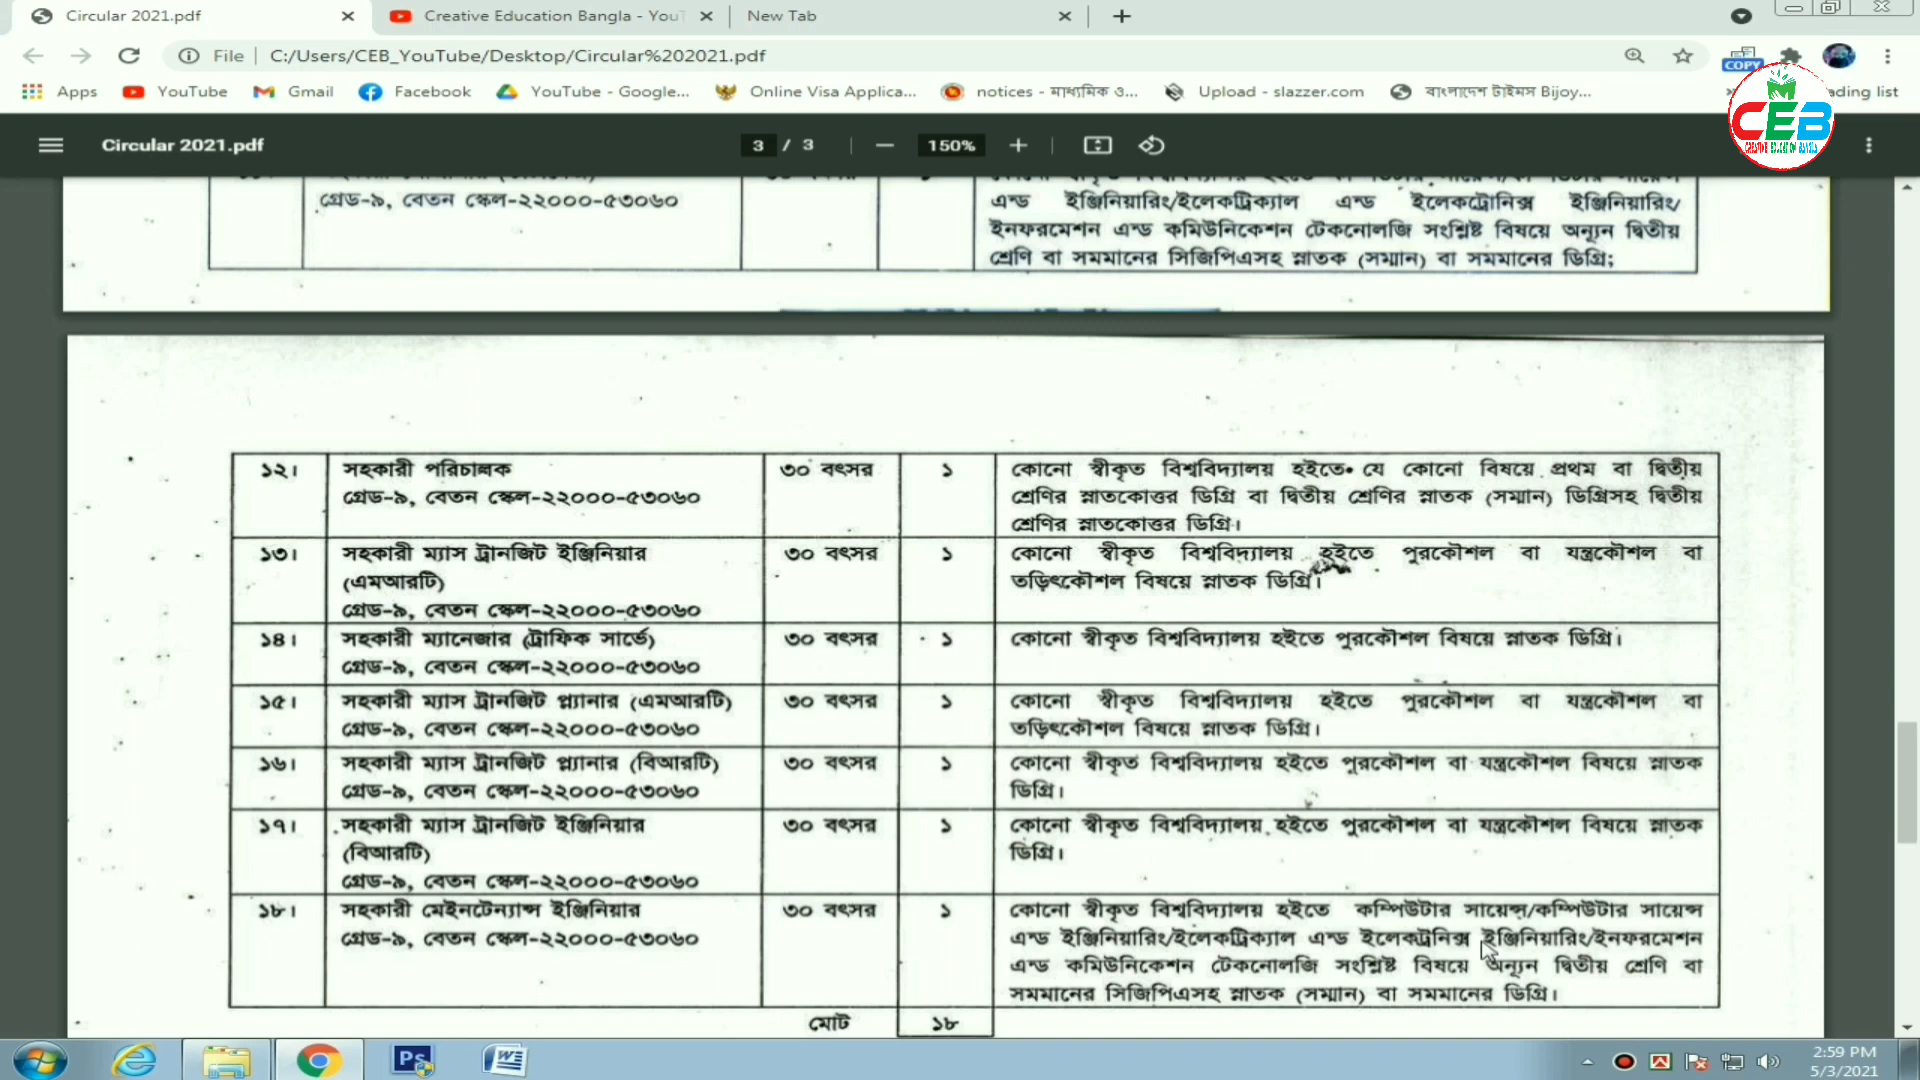 Circular 2021.pdf
Creative Education Bangla - YouT
New Tab
File | C:/Users/CEB_YouTube/Desktop/Circular%202021.pdf
COPY
Apps YouTube Gmail Facebook YouTube - Google... Online Visa Applica... notices - মাধ্যমিক ও... Upload - slazzer.com বাংলাদেশ টাইমস Bijoy... ading list
CEB
CREATIVE EDUCATION BANGLA
Circular 2021.pdf 3 / 3 150%
গ্রেড-৯, বেতন স্কেল-২২০০০-৫৩০৬০
এন্ড ইঞ্জিনিয়ারিং/ইলেকট্রিক্যাল এন্ড ইলেকট্রোনিক্স ইঞ্জিনিয়ারিং/
ইনফরমেশন এন্ড কমিউনিকেশন টেকনোলজি সংশ্লিষ্ট বিষয়ে অন্যূন দ্বিতীয়
শ্রেণি বা সমমানের সিজিপিএসহ স্নাতক (সম্মান) বা সমমানের ডিগ্রি;
১২। সহকারী পরিচালক ৩০ বৎসর ১ কোনো স্বীকৃত বিশ্ববিদ্যালয় হইতে যে কোনো বিষয়ে প্রথম বা দ্বিতীয়
গ্রেড-৯, বেতন স্কেল-২২০০০-৫৩০৬০ শ্রেণির স্নাতকোত্তর ডিগ্রি বা দ্বিতীয় শ্রেণির স্নাতক (সম্মান) ডিগ্রিসহ দ্বিতীয়
শ্রেণির স্নাতকোত্তর ডিগ্রি।
১৩। সহকারী ম্যাস ট্রানজিট ইঞ্জিনিয়ার ৩০ বৎসর ১ কোনো স্বীকৃত বিশ্ববিদ্যালয় হইতে পুরকৌশল বা যন্ত্রকৌশল বা
(এমআরটি) তড়িৎকৌশল বিষয়ে স্নাতক ডিগ্রি।
গ্রেড-৯, বেতন স্কেল-২২০০০-৫৩০৬০
১৪। সহকারী ম্যানেজার (ট্রাফিক সার্ভে) ৩০ বৎসর ১ কোনো স্বীকৃত বিশ্ববিদ্যালয় হইতে পুরকৌশল বিষয়ে স্নাতক ডিগ্রি।
গ্রেড-৯, বেতন স্কেল-২২০০০-৫৩০৬০
১৫। সহকারী ম্যাস ট্রানজিট প্ল্যানার (এমআরটি) ৩০ বৎসর ১ কোনো স্বীকৃত বিশ্ববিদ্যালয় হইতে পুরকৌশল বা যন্ত্রকৌশল বা
গ্রেড-৯, বেতন স্কেল-২২০০০-৫৩০৬০ তড়িৎকৌশল বিষয়ে স্নাতক ডিগ্রি।
১৬। সহকারী ম্যাস ট্রানজিট প্ল্যানার (বিআরটি) ৩০ বৎসর ১ কোনো স্বীকৃত বিশ্ববিদ্যালয় হইতে পুরকৌশল বা যন্ত্রকৌশল বিষয়ে স্নাতক
গ্রেড-৯, বেতন স্কেল-২২০০০-৫৩০৬০ ডিগ্রি।
১৭। সহকারী ম্যাস ট্রানজিট ইঞ্জিনিয়ার ৩০ বৎসর ১ কোনো স্বীকৃত বিশ্ববিদ্যালয় হইতে পুরকৌশল বা যন্ত্রকৌশল বিষয়ে স্নাতক
(বিআরটি) ডিগ্রি।
গ্রেড-৯, বেতন স্কেল-২২০০০-৫৩০৬০
১৮। সহকারী মেইনটেন্যান্স ইঞ্জিনিয়ার ৩০ বৎসর ১ কোনো স্বীকৃত বিশ্ববিদ্যালয় হইতে কম্পিউটার সায়েন্স/কম্পিউটার সায়েন্স
গ্রেড-৯, বেতন স্কেল-২২০০০-৫৩০৬০ এন্ড ইঞ্জিনিয়ারিং/ইলেকট্রিক্যাল এন্ড ইলেকট্রনিক্স ইঞ্জিনিয়ারিং/ইনফরমেশন
এন্ড কমিউনিকেশন টেকনোলজি সংশ্লিষ্ট বিষয়ে অন্যূন দ্বিতীয় শ্রেণি বা
সমমানের সিজিপিএসহ স্নাতক (সম্মান) বা সমমানের ডিগ্রি।
মোট ১৮
Ps
2:59 PM
5/3/2021